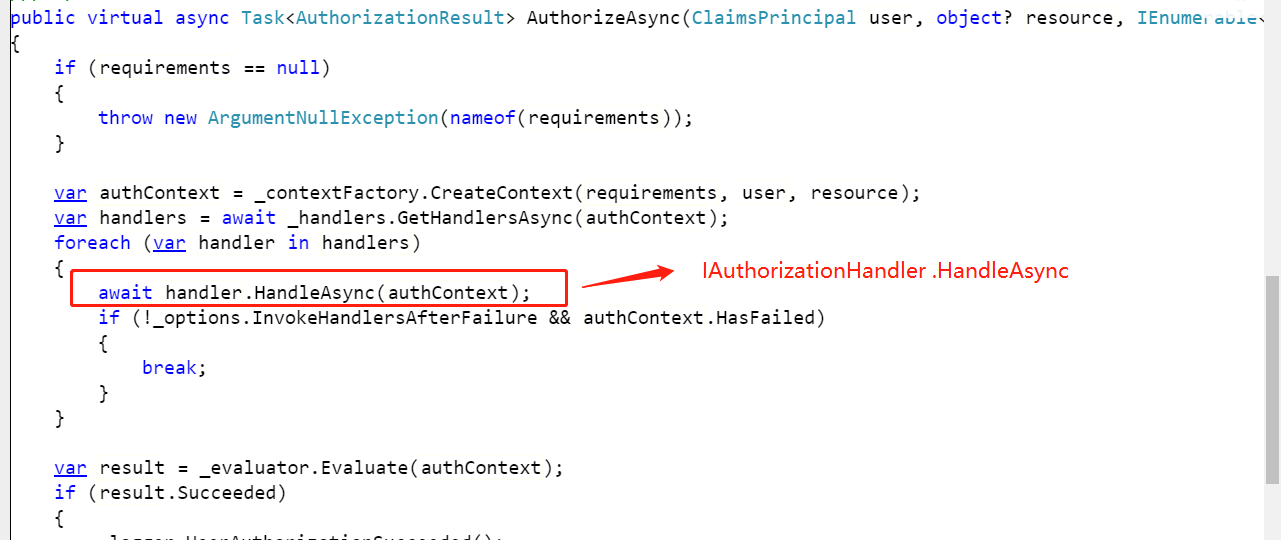 public virtual async Task<AuthorizationResult> AuthorizeAsync(ClaimsPrincipal user, object? resource, IEnumerable<
{
if (requirements == null)
{
throw new ArgumentNullException(nameof(requirements));
}
var authContext = _contextFactory.CreateContext(requirements, user, resource);
var handlers = await _handlers.GetHandlersAsync(authContext);
foreach (var handler in handlers)
{
await handler.HandleAsync(authContext);
IAuthorizationHandler .HandleAsync
if (!_options.InvokeHandlersAfterFailure && authContext.HasFailed)
{
break;
}
}
var result = _evaluator.Evaluate(authContext);
if (result.Succeeded)
{
_logger.UserAuthorizationSucceeded();